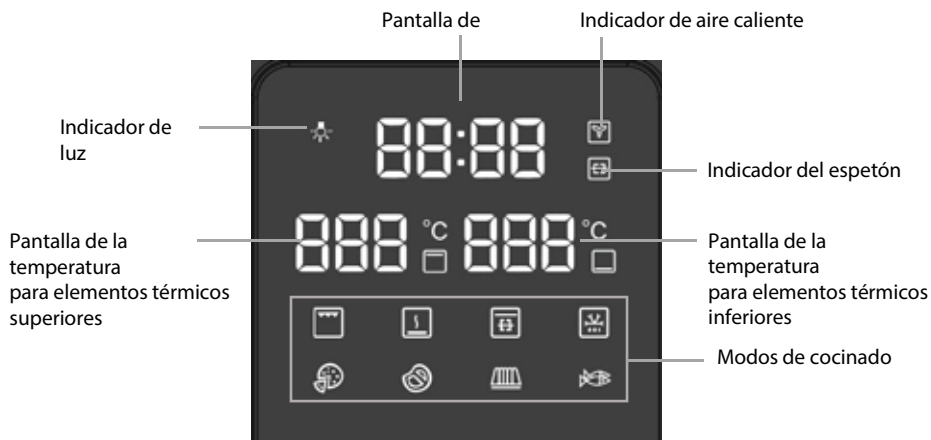 Pantalla de
Indicador de aire caliente
Indicador de
luz
88:88
Indicador del espetón
888 °C
888 °C
Pantalla de la
temperatura
para elementos térmicos
superiores
Pantalla de la
temperatura
para elementos térmicos
inferiores
Modos de cocinado